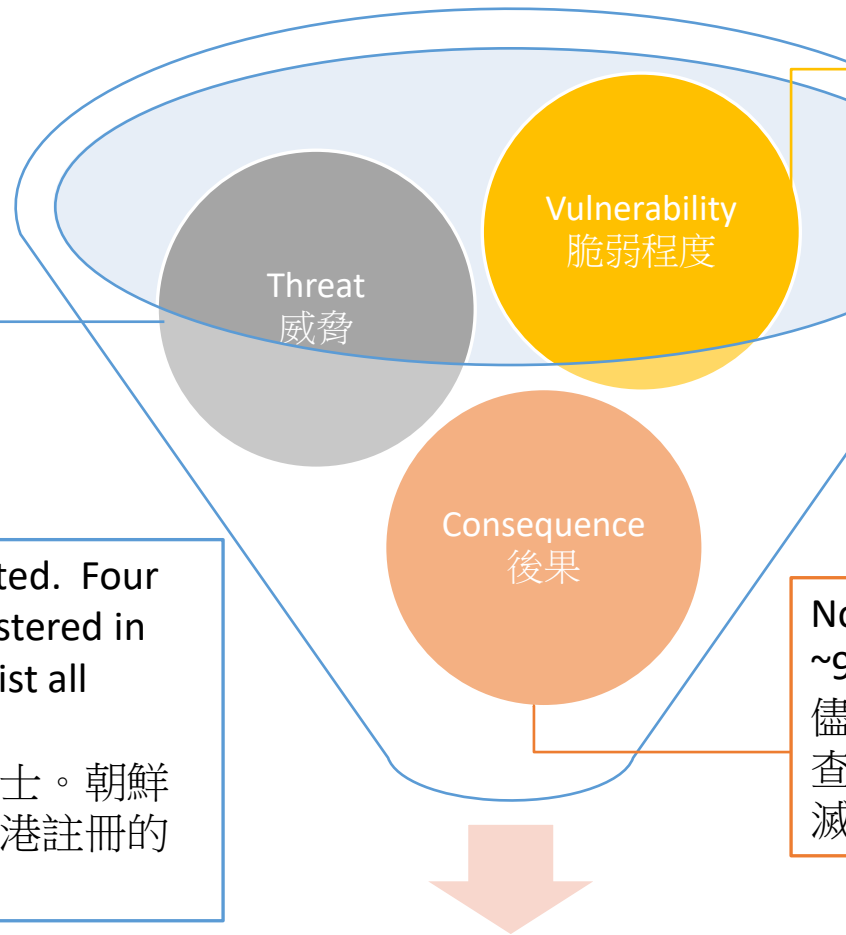 Vulnerability
脆弱程度
Threat
威脅
Consequence
後果
ted. Four
stered in
ist all
士。朝鮮
港註冊的
No
~9
儘
查
滅